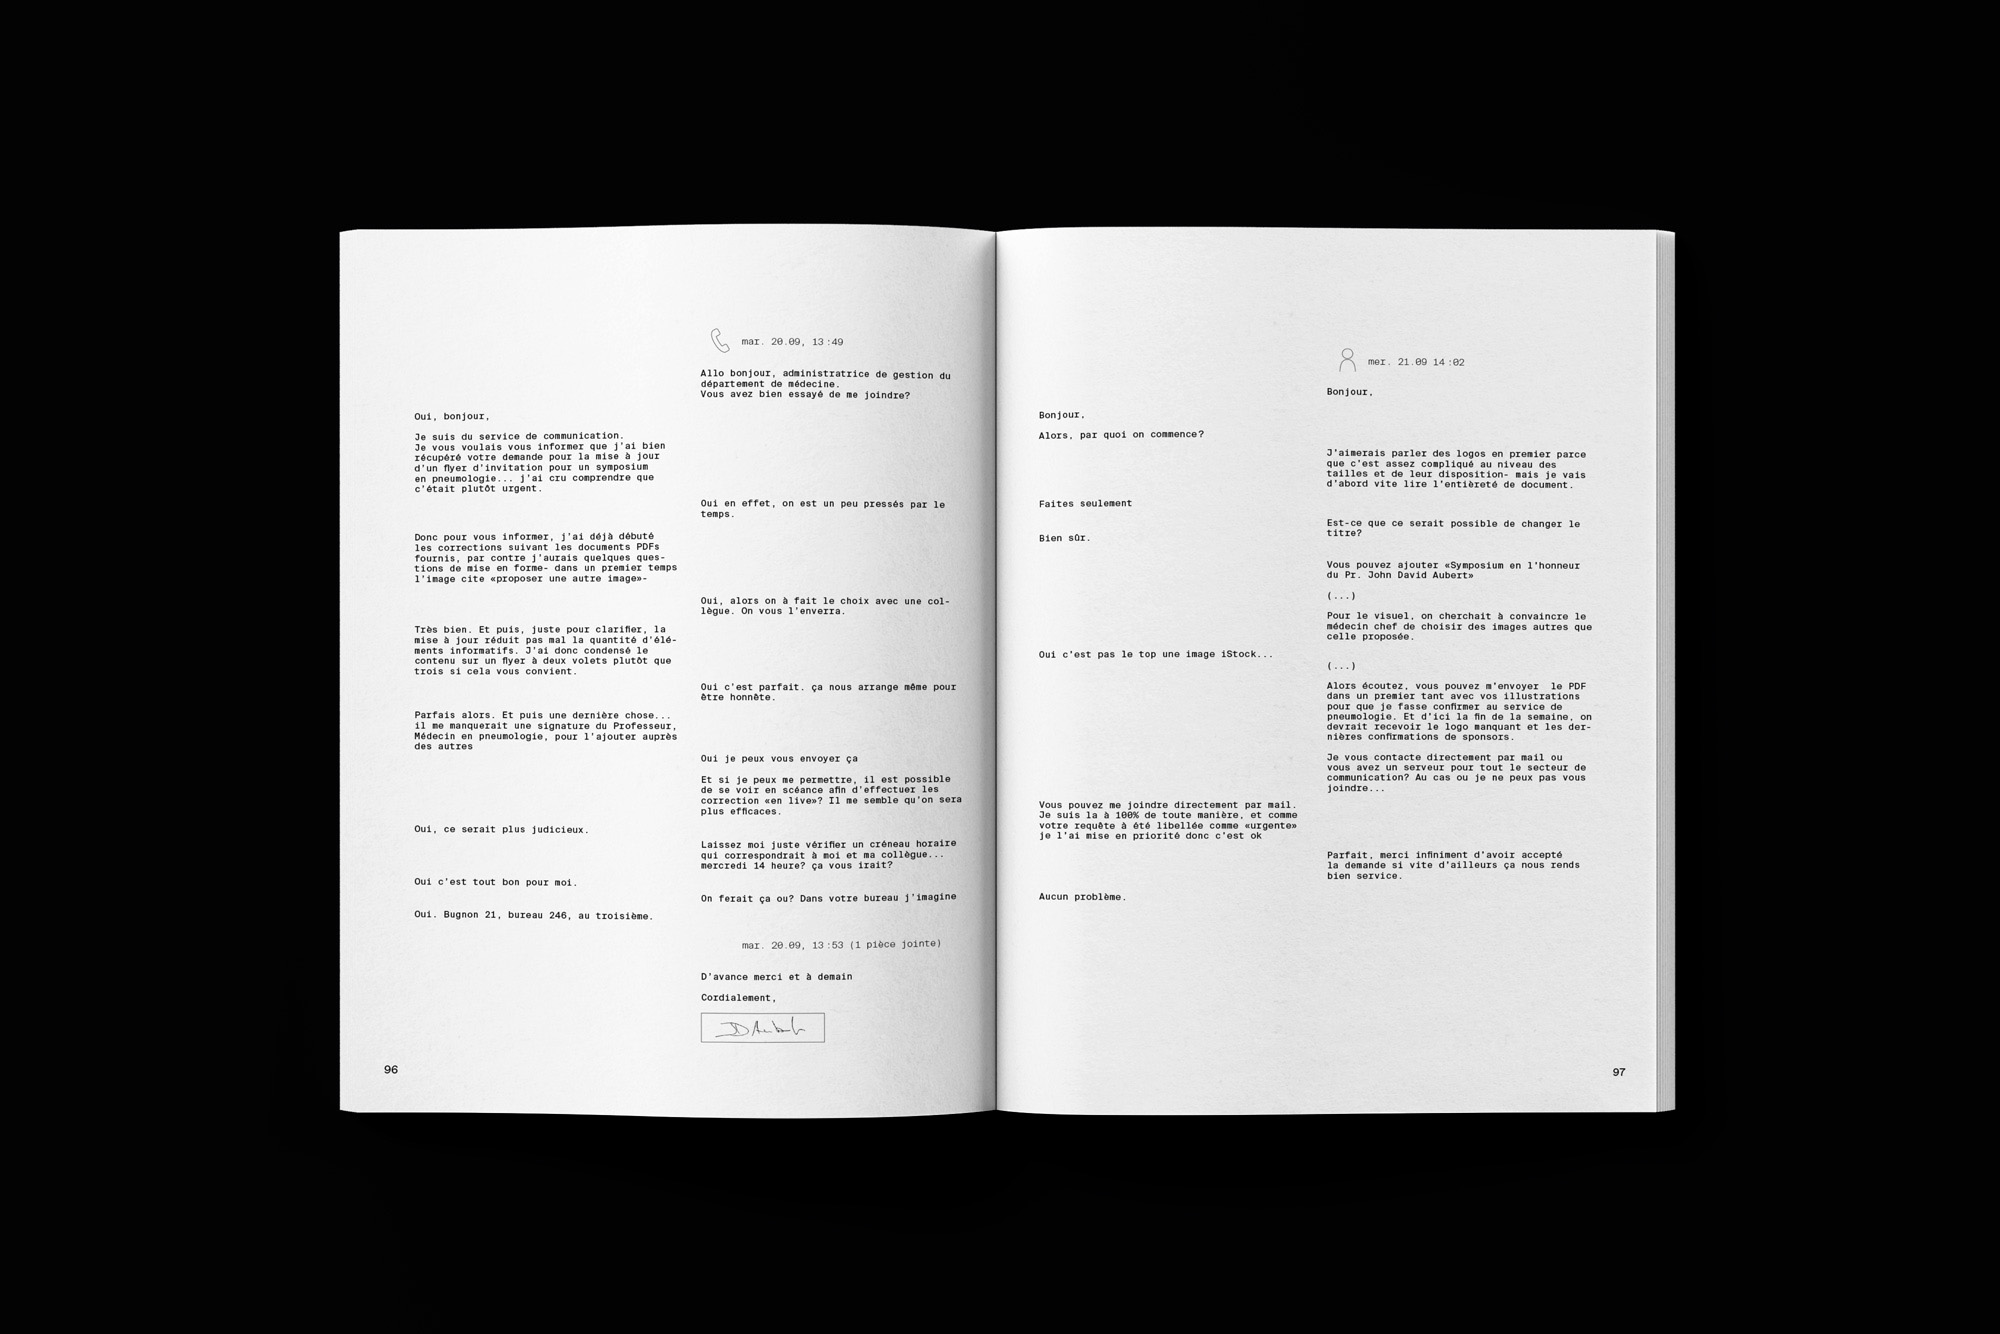 mar. 20.09, 13:49
Allo bonjour, administratrice de gestion du
département de médecine.
Vous avez bien essayé de me joindre?
Oui, bonjour,
Je suis du service de communication.
Je vous voulais vous informer que j'ai bien
récupéré votre demande pour la mise à jour
d'un flyer d'invitation pour un symposium
en pneumologie... j'ai cru comprendre que
c'était plutôt urgent.
Oui en effet, on est un peu pressés par le
temps.
Donc pour vous informer, j'ai déjà débuté
les corrections suivant les documents PDFs
fournis, par contre j'aurais quelques ques-
tions de mise en forme- dans un premier temps
l'image cite «proposer une autre image»-
Oui, alors on à fait le choix avec une col-
lègue. On vous l'enverra.
Très bien. Et puis, juste pour clarifier, la
mise à jour réduit pas mal la quantité d'élé-
ments informatifs. J'ai donc condensé le
contenu sur un flyer à deux volets plutôt que
trois si cela vous convient.
Oui c'est parfait. ça nous arrange même pour
être honnête.
Parfais alors. Et puis une dernière chose...
il me manquerait une signature du Professeur,
Médecin en pneumologie, pour l'ajouter auprès
des autres
Oui je peux vous envoyer ça
Et si je peux me permettre, il est possible
de se voir en scéance afin d'effectuer les
correction «en live»? Il me semble qu'on sera
plus efficaces.
Oui, ce serait plus judicieux.
Laissez moi juste vérifier un créneau horaire
qui correspondrait à moi et ma collègue...
mercredi 14 heure? ça vous irait?
Oui c'est tout bon pour moi.
On ferait ça ou? Dans votre bureau j'imagine
Oui. Bugnon 21, bureau 246, au troisième.
mar. 20.09, 13:53 (1 pièce jointe)
D'avance merci et à demain
Cordialement,
96
mer. 21.09 14:02
Bonjour,
Bonjour,
Alors, par quoi on commence?
J'aimerais parler des logos en premier parce
que c'est assez compliqué au niveau des
tailles et de leur disposition- mais je vais
d'abord vite lire l'entièreté de document.
Faites seulement
Est-ce que ce serait possible de changer le
titre?
Bien sûr.
Vous pouvez ajouter «Symposium en l'honneur
du Pr. John David Aubert»
(...)
Pour le visuel, on cherchait à convaincre le
médecin chef de choisir des images autres que
celle proposée.
Oui c'est pas le top une image iStock...
(...)
Alors écoutez, vous pouvez m'envoyer le PDF
dans un premier tant avec vos illustrations
pour que je fasse confirmer au service de
pneumologie. Et d'ici la fin de la semaine, on
devrait recevoir le logo manquant et les der-
nières confirmations de sponsors.
Je vous contacte directement par mail ou
vous avez un serveur pour tout le secteur de
communication? Au cas ou je ne peux pas vous
joindre...
Vous pouvez me joindre directement par mail.
Je suis la à 100% de toute manière, et comme
votre requête à été libellée comme «urgente»
je l'ai mise en priorité donc c'est ok
Parfait, merci infiniment d'avoir accepté
la demande si vite d'ailleurs ça nous rends
bien service.
Aucun problème.
97